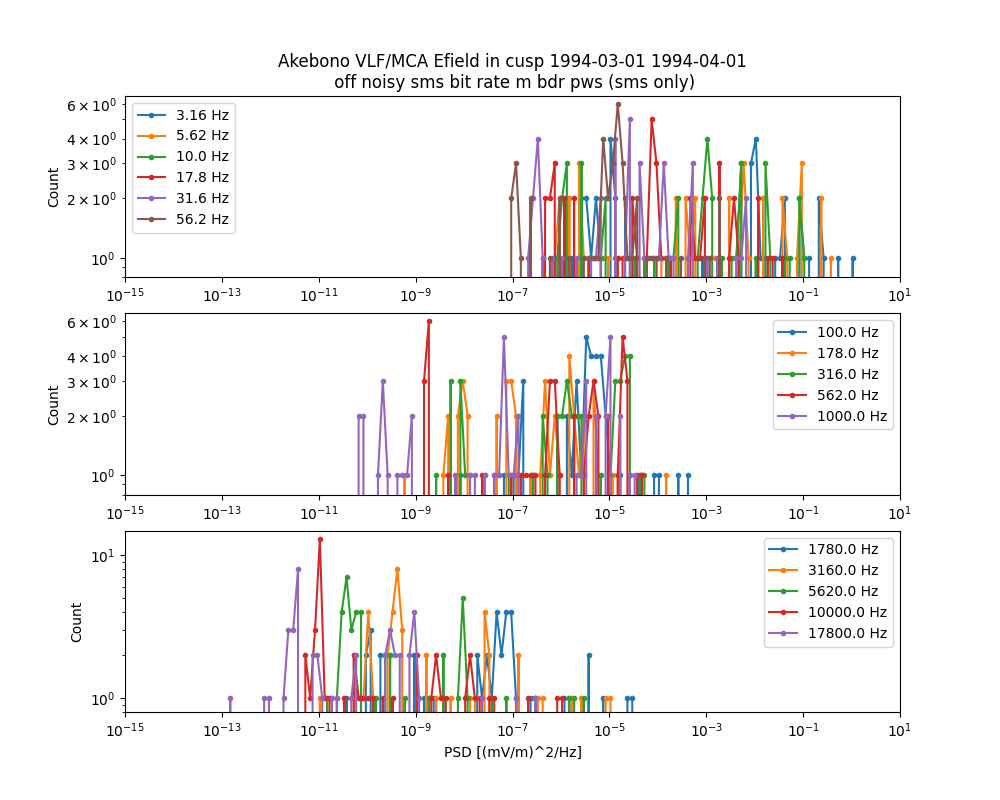 Akebono VLF/MCA Efield in cusp 1994-03-01 1994-04-01
off noisy sms bit rate m bdr pws (sms only)
Count
6 × 10⁰
4 × 10⁰
3 × 10⁰
2 × 10⁰
10⁰
3.16 Hz
5.62 Hz
10.0 Hz
17.8 Hz
31.6 Hz
56.2 Hz
10⁻¹⁵ 10⁻¹³ 10⁻¹¹ 10⁻⁹ 10⁻⁷ 10⁻⁵ 10⁻³ 10⁻¹ 10¹
Count
6 × 10⁰
4 × 10⁰
3 × 10⁰
2 × 10⁰
10⁰
100.0 Hz
178.0 Hz
316.0 Hz
562.0 Hz
1000.0 Hz
10⁻¹⁵ 10⁻¹³ 10⁻¹¹ 10⁻⁹ 10⁻⁷ 10⁻⁵ 10⁻³ 10⁻¹ 10¹
Count
10¹
10⁰
1780.0 Hz
3160.0 Hz
5620.0 Hz
10000.0 Hz
17800.0 Hz
10⁻¹⁵ 10⁻¹³ 10⁻¹¹ 10⁻⁹ 10⁻⁷ 10⁻⁵ 10⁻³ 10⁻¹ 10¹
PSD [(mV/m)^2/Hz]